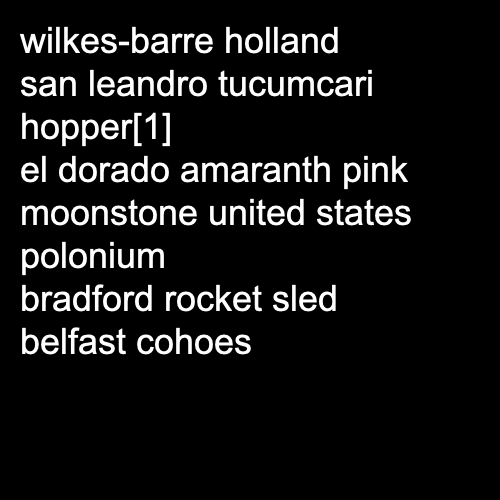 wilkes-barre holland
san leandro tucumcari
hopper[1]
el dorado amaranth pink
moonstone united states
polonium
bradford rocket sled
belfast cohoes